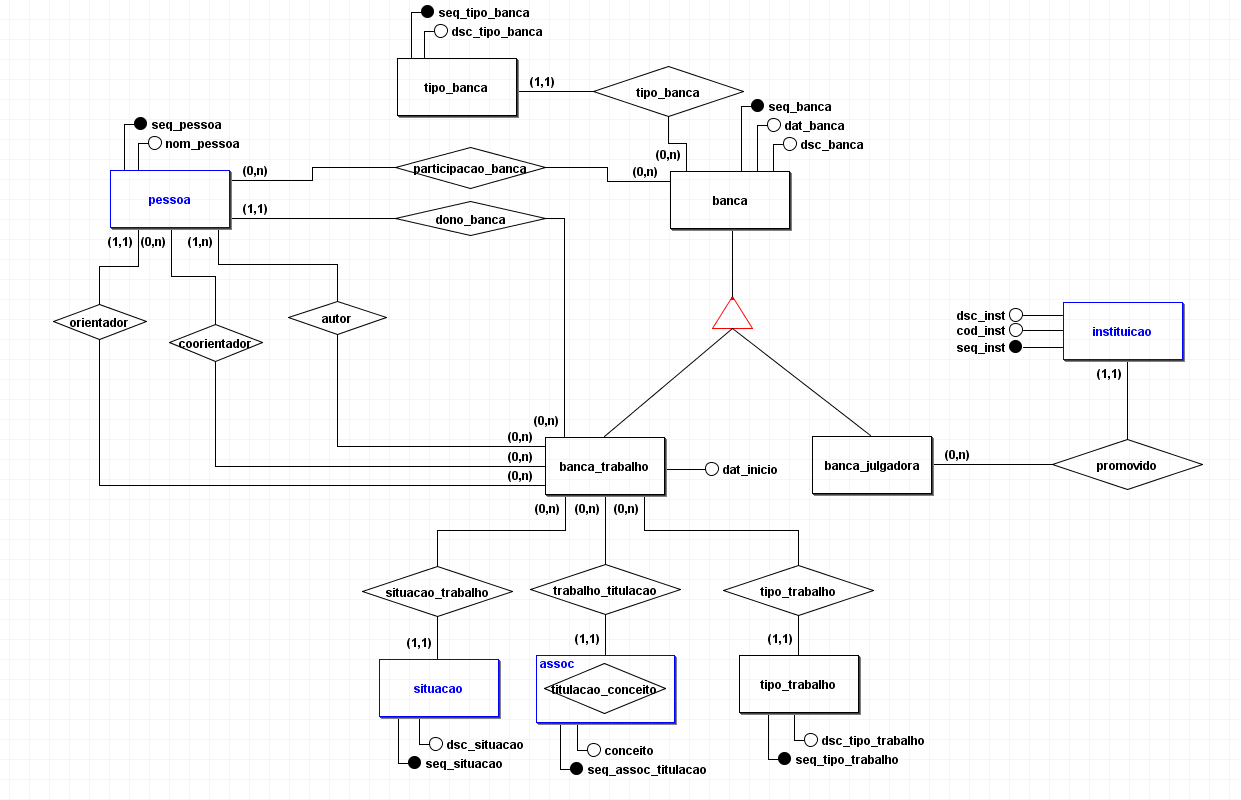 seq_tipo_banca
dsc_tipo_banca
tipo_banca
(1,1)
tipo_banca
(0,n)
seq_banca
dat_banca
dsc_banca
seq_pessoa
nom_pessoa
pessoa
(0,n)
participacao_banca
(0,n)
banca
(1,1)
dono_banca
(1,1)
(0,n)
(1,n)
orientador
coorientador
autor
dsc_inst
cod_inst
seq_inst
instituicao
(1,1)
(0,n)
(0,n)
(0,n)
(0,n)
banca_trabalho
dat_inicio
banca_julgadora
(0,n)
promovido
(0,n)
(0,n)
(0,n)
situacao_trabalho
trabalho_titulacao
tipo_trabalho
(1,1)
(1,1)
(1,1)
situacao
assoc
titulacao_conceito
tipo_trabalho
dsc_situacao
seq_situacao
conceito
seq_assoc_titulacao
dsc_tipo_trabalho
seq_tipo_trabalho